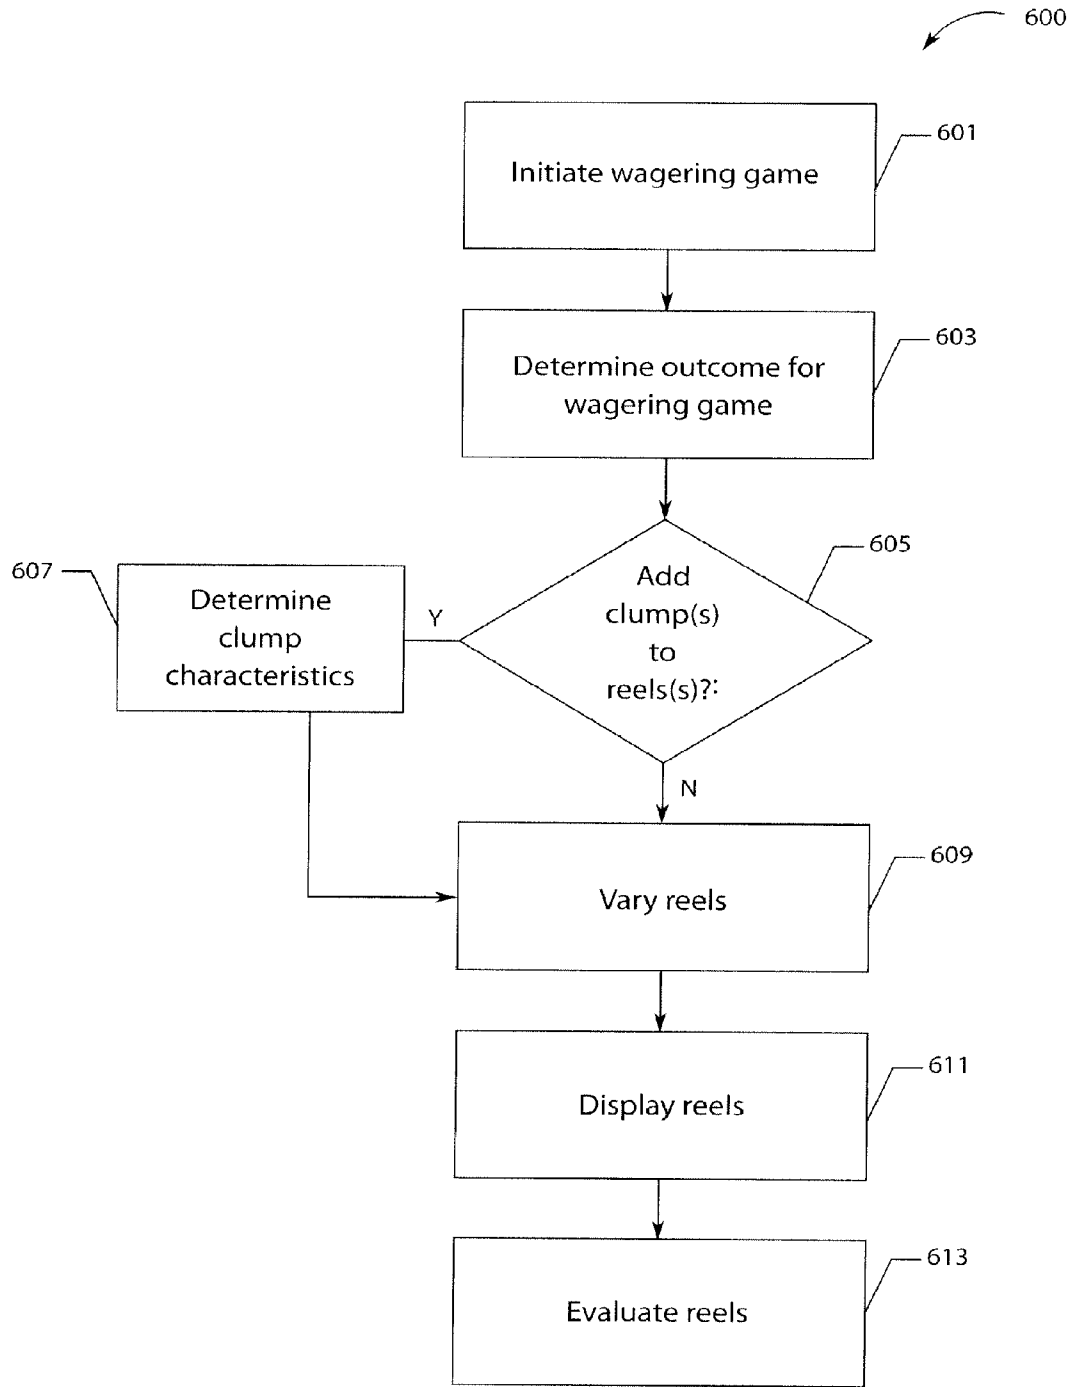 600
601
Initiate wagering game
603
Determine outcome for
wagering game
605
607
Add
clump(s)
to
reels(s)?:
Y
Determine
clump
characteristics
N
609
Vary reels
611
Display reels
613
Evaluate reels